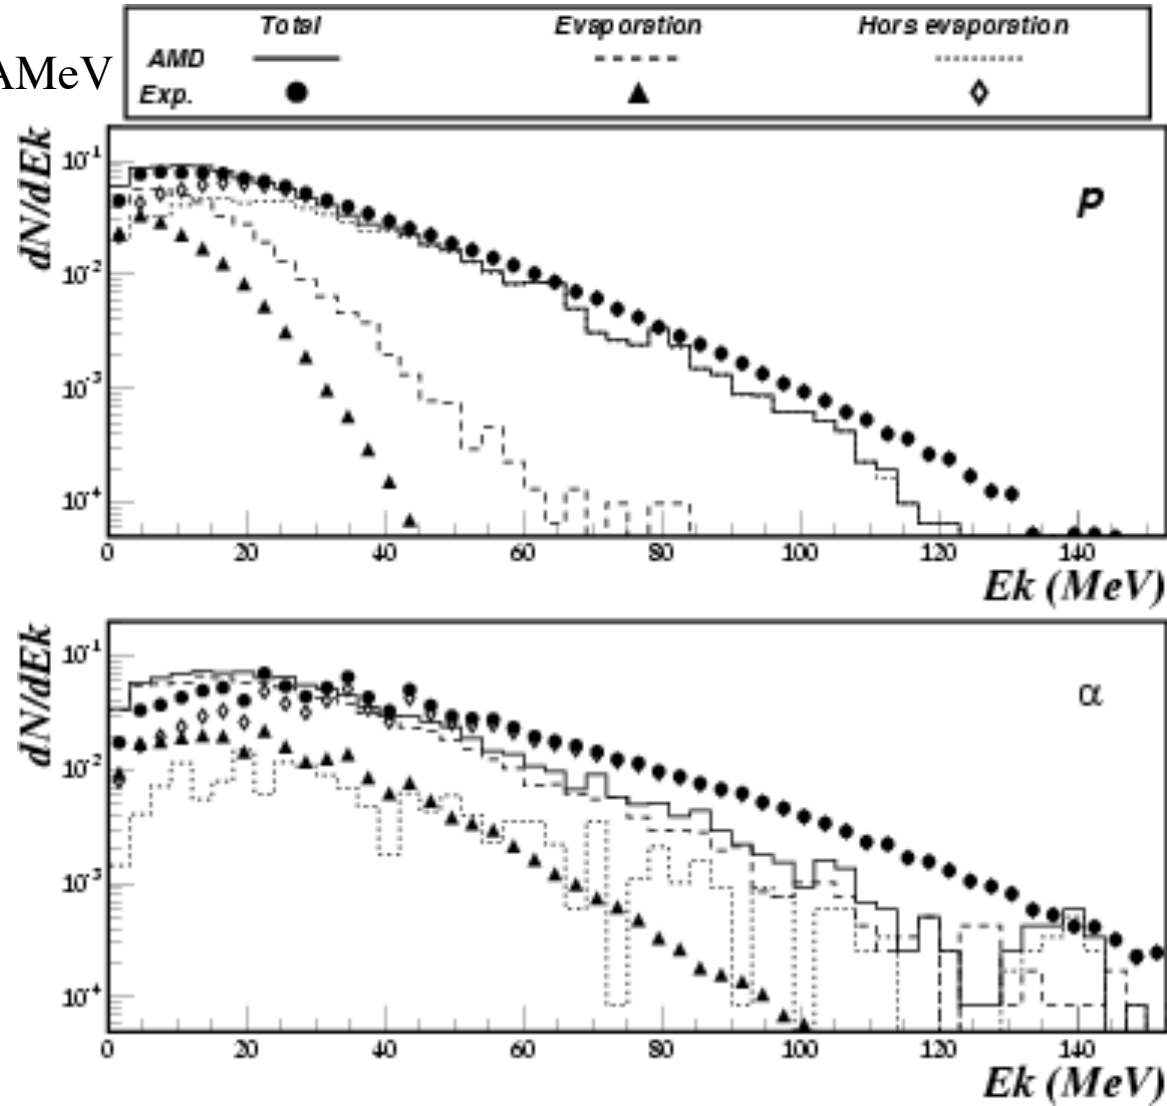 Total Evaporation Hors evaporation
AMeV
AMD
Exp.
dN/dEk
10⁻¹
10⁻²
10⁻³
10⁻⁴
p
0 20 40 60 80 100 120 140
Ek (MeV)
dN/dEk
10⁻¹
10⁻²
10⁻³
10⁻⁴
α
0 20 40 60 80 100 120 140
Ek (MeV)